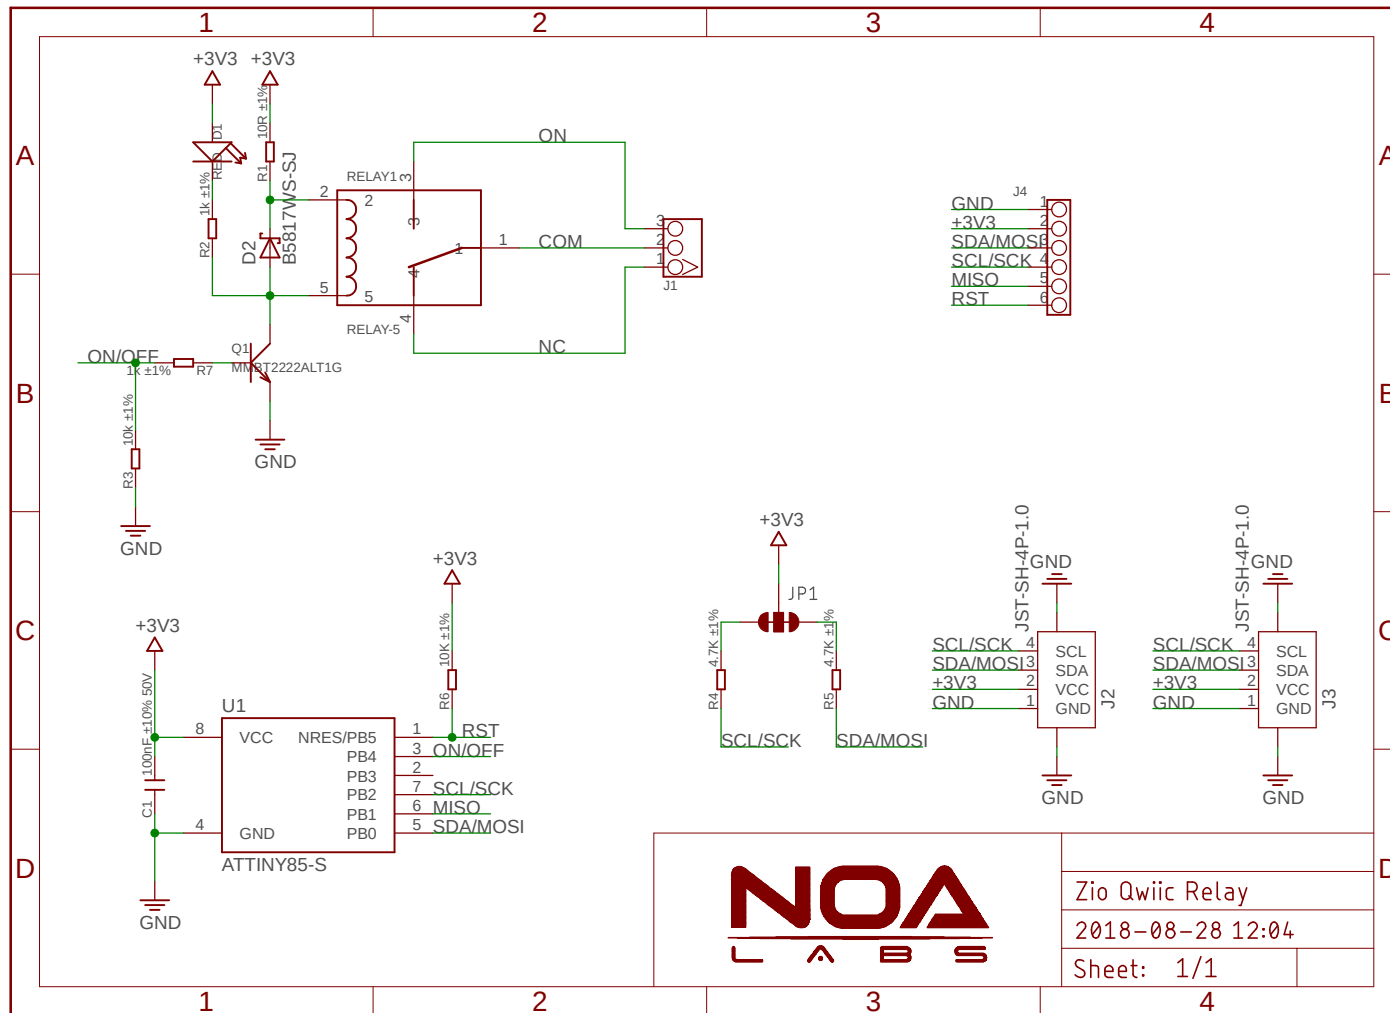 1 2 3 4
A A
B B
C C
D D
+3V3 +3V3
D1
RED
10R ±1%
R1
1k ±1%
R2
D2
B5817WS-SJ
RELAY1
RELAY-5
2 2
5 5
3
3
1 1
4
4
ON
COM
NC
3
2
1
J1
ON/OFF
1k ±1% R7
Q1
MMBT2222ALT1G
GND
10k ±1%
R3
GND
J4
GND 1
+3V3 2
SDA/MOSI 3
SCL/SCK 4
MISO 5
RST 6
+3V3
100nF ±10% 50V
C1
GND
U1
8 VCC
4 GND
NRES/PB5 1 RST
PB4 3 ON/OFF
PB3 2
PB2 7 SCL/SCK
PB1 6 MISO
PB0 5 SDA/MOSI
ATTINY85-S
+3V3
10K ±1%
R6
+3V3
JP1
4.7K ±1%
R4
4.7K ±1%
R5
SCL/SCK SDA/MOSI
JST-SH-4P-1.0
GND
SCL/SCK 4 SCL
SDA/MOSI 3 SDA
+3V3 2 VCC
GND 1 GND
J2
GND
JST-SH-4P-1.0
GND
SCL/SCK 4 SCL
SDA/MOSI 3 SDA
+3V3 2 VCC
GND 1 GND
J3
GND
NOA
LABS
Zio Qwiic Relay
2018-08-28 12:04
Sheet: 1/1
1 2 3 4